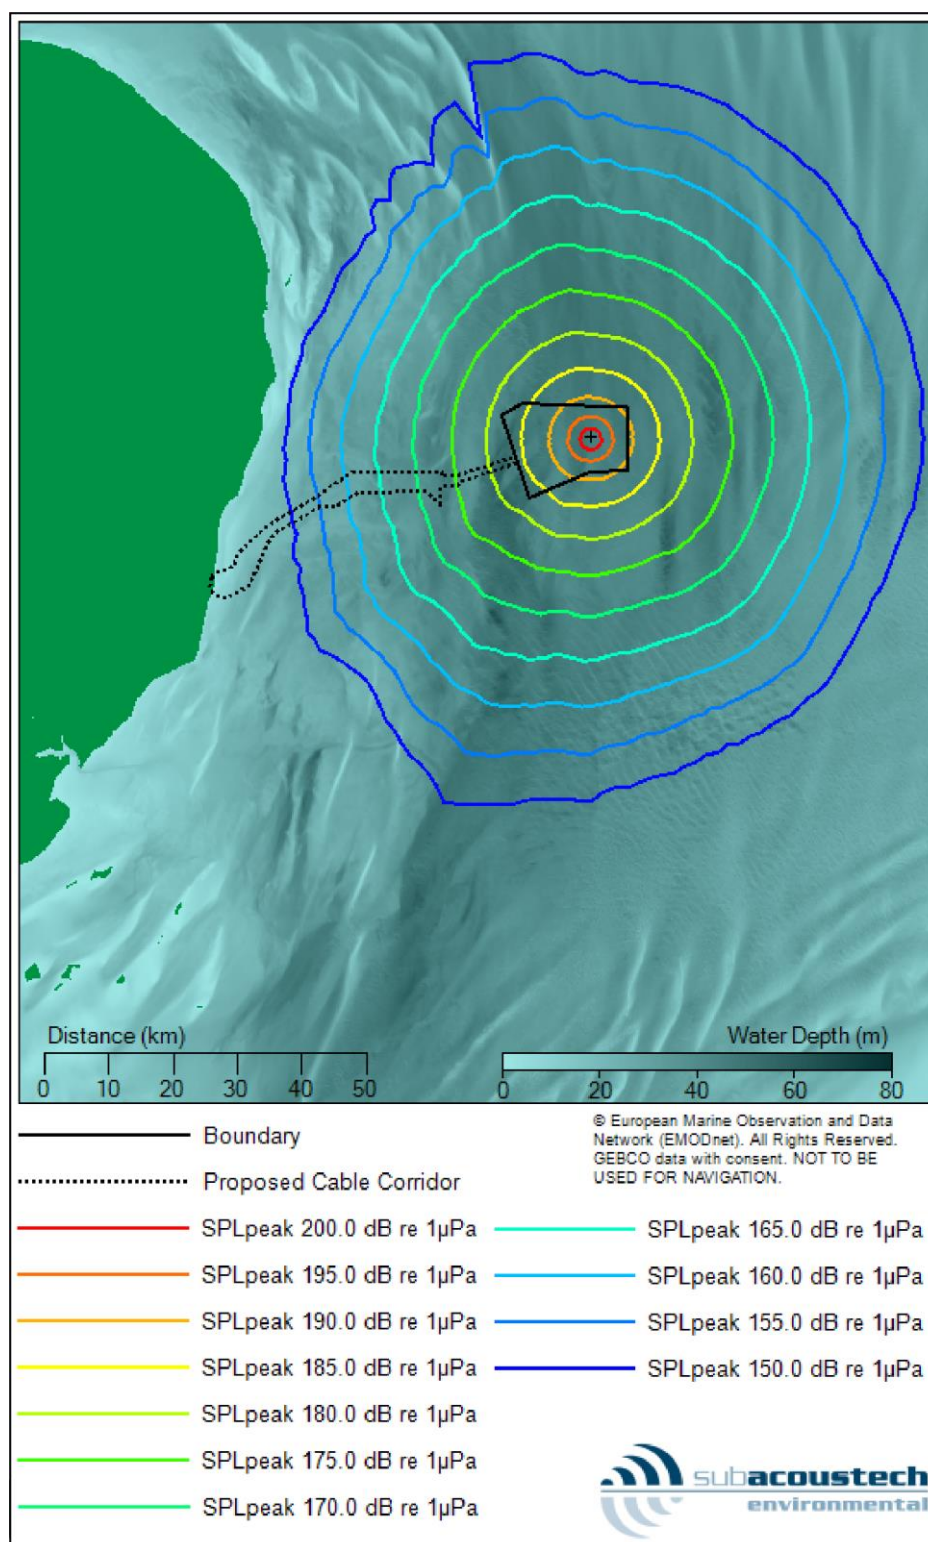 Distance (km)
0 10 20 30 40 50
Water Depth (m)
0 20 40 60 80
Boundary
Proposed Cable Corridor
SPLpeak 200.0 dB re 1µPa
SPLpeak 195.0 dB re 1µPa
SPLpeak 190.0 dB re 1µPa
SPLpeak 185.0 dB re 1µPa
SPLpeak 180.0 dB re 1µPa
SPLpeak 175.0 dB re 1µPa
SPLpeak 170.0 dB re 1µPa
© European Marine Observation and Data
Network (EMODnet). All Rights Reserved.
GEBCO data with consent. NOT TO BE
USED FOR NAVIGATION.
SPLpeak 165.0 dB re 1µPa
SPLpeak 160.0 dB re 1µPa
SPLpeak 155.0 dB re 1µPa
SPLpeak 150.0 dB re 1µPa
subacoustech
environmental